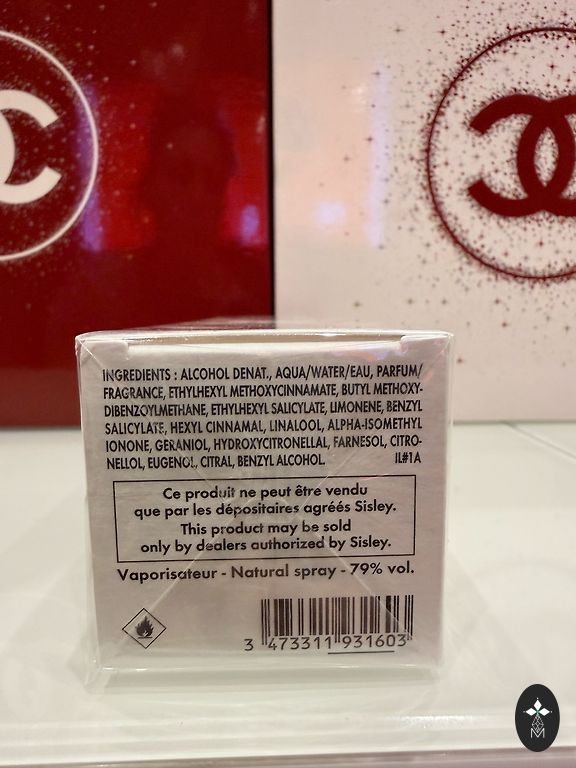 INGREDIENTS : ALCOHOL DENAT., AQUA/WATER/EAU, PARFUM/
FRAGRANCE, ETHYLHEXYL METHOXYCINNAMATE, BUTYL METHOXY-
DIBENZOYLMETHANE, ETHYLHEXYL SALICYLATE, LIMONENE, BENZYL
SALICYLATE, HEXYL CINNAMAL, LINALOOL, ALPHA-ISOMETHYL
IONONE, GERANIOL, HYDROXYCITRONELLAL, FARNESOL, CITRO-
NELLOL, EUGENOL, CITRAL, BENZYL ALCOHOL. IL#1A
Ce produit ne peut être vendu
que par les dépositaires agréés Sisley.
This product may be sold
only by dealers authorized by Sisley.
Vaporisateur - Natural spray - 79% vol.
3 473311 931603
M